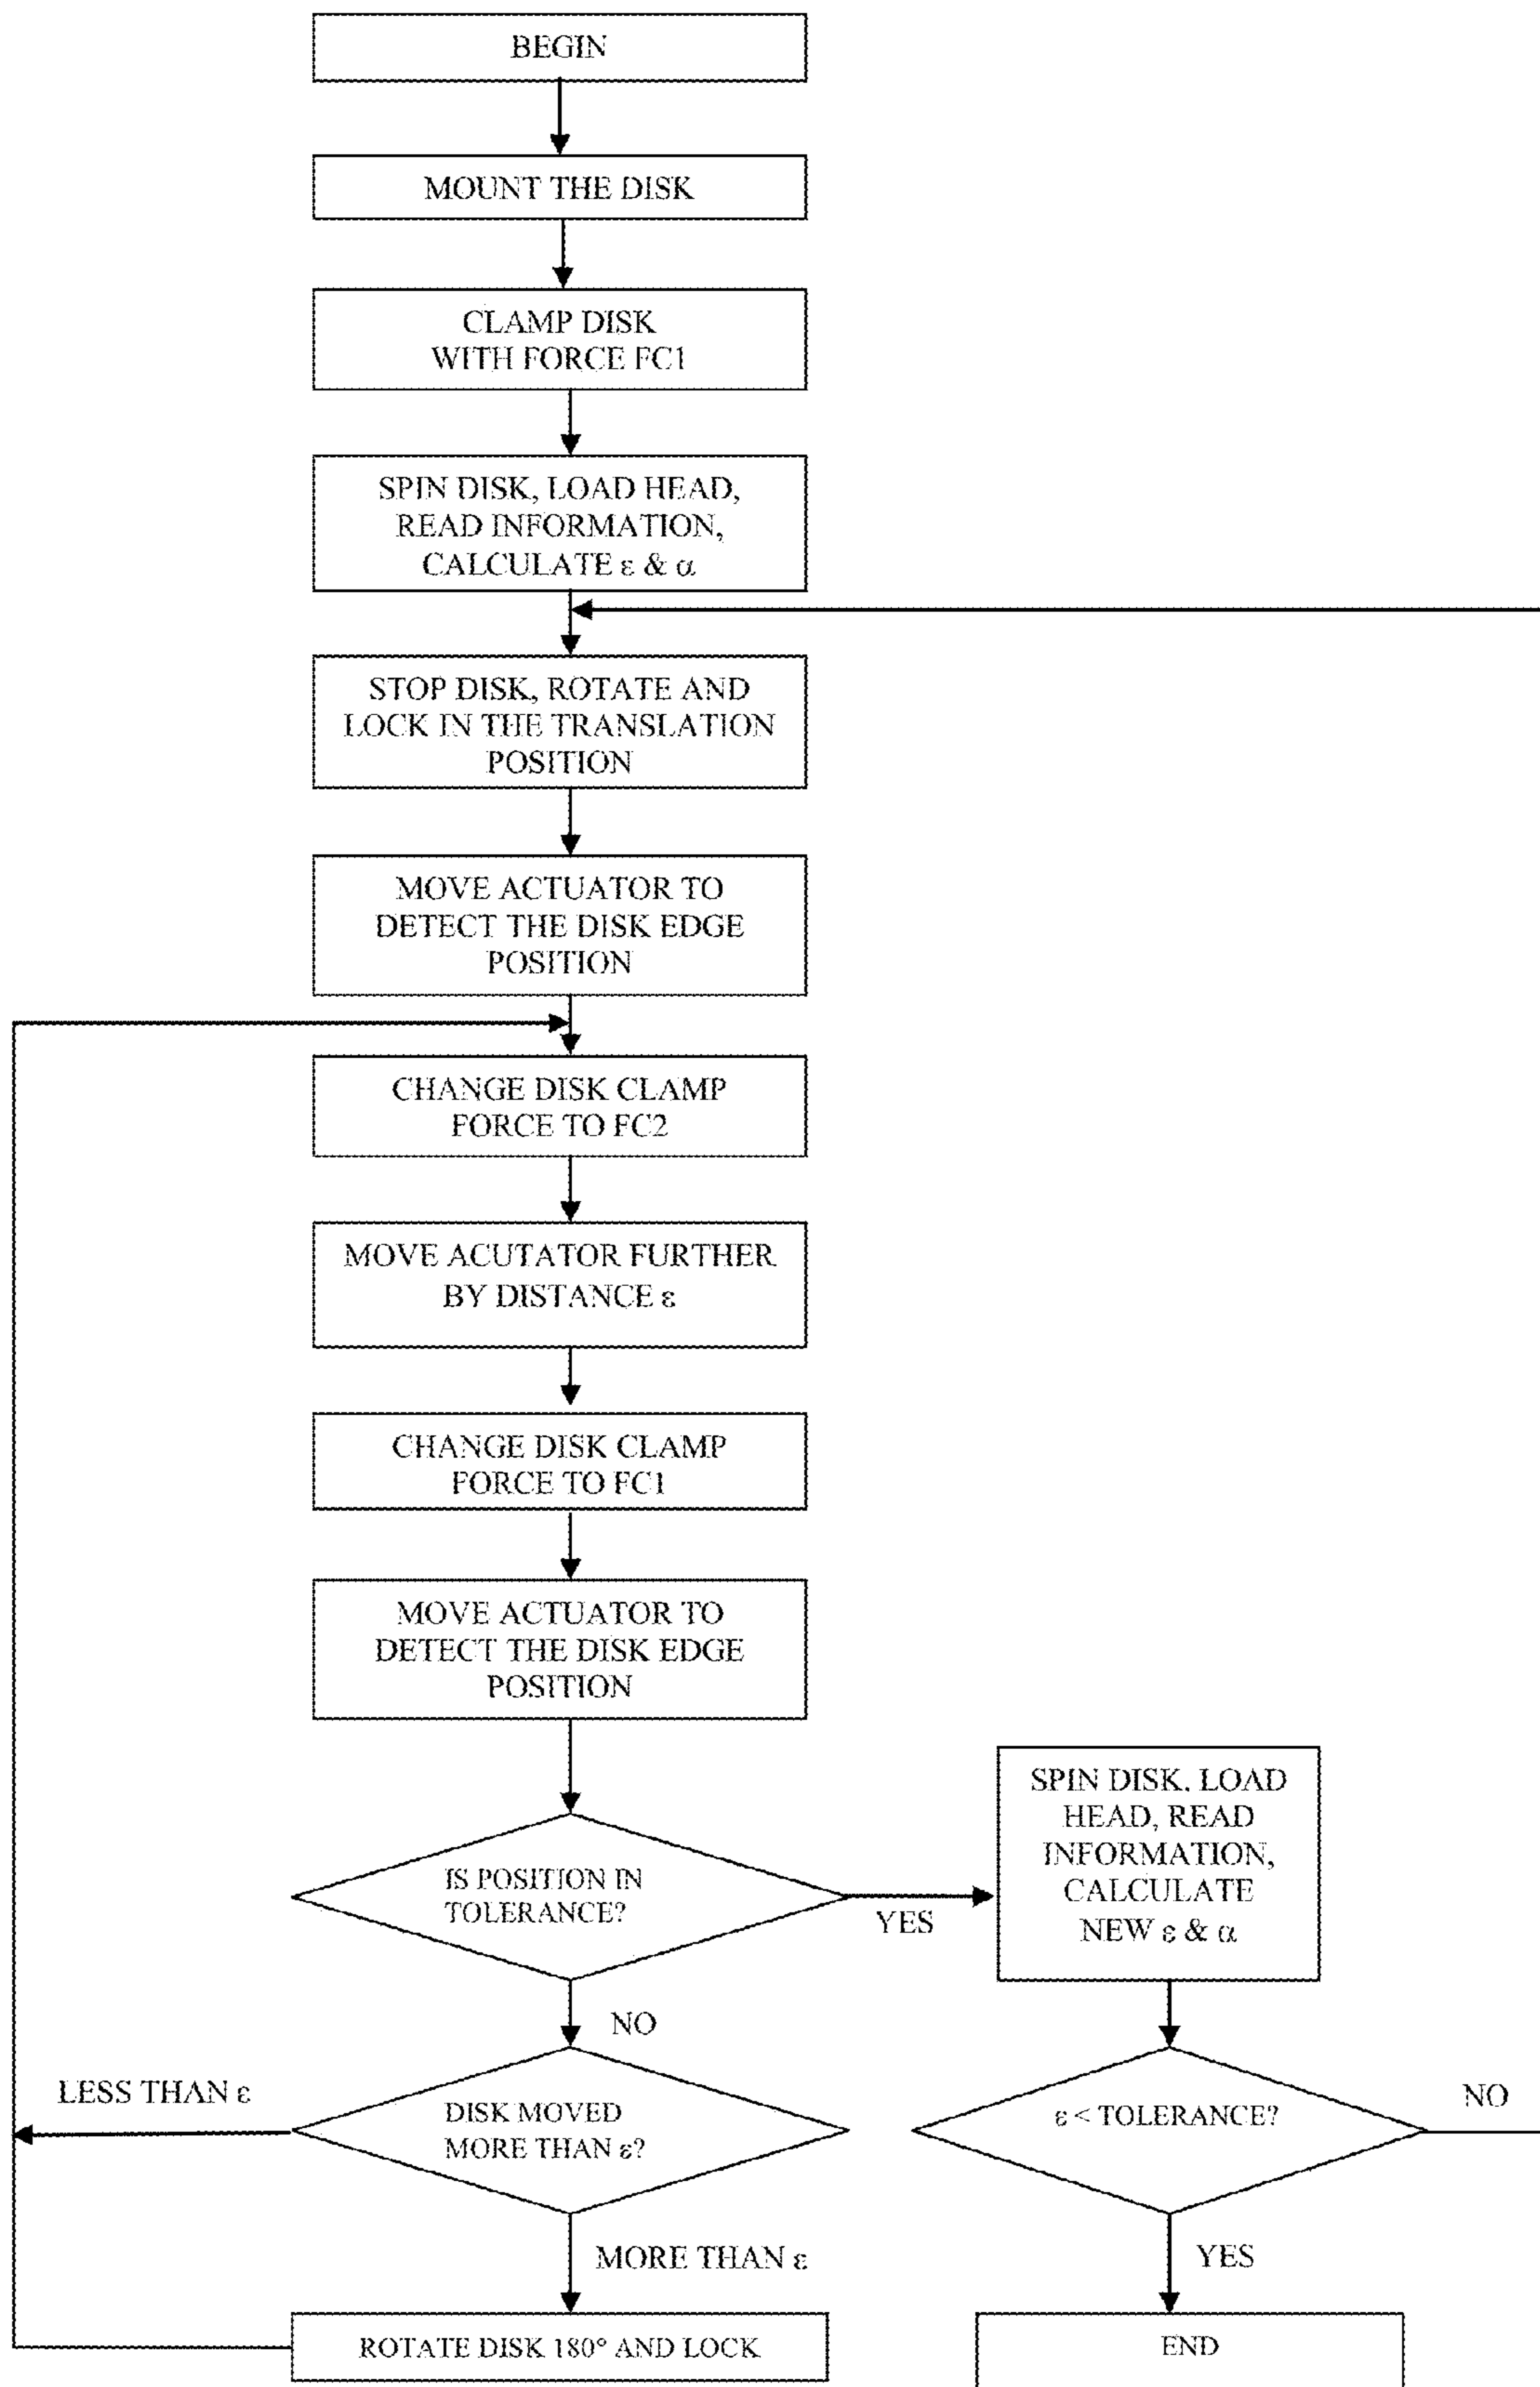 BEGIN
MOUNT THE DISK
CLAMP DISK
WITH FORCE FC1
SPIN DISK, LOAD HEAD,
READ INFORMATION,
CALCULATE ε & α
STOP DISK, ROTATE AND
LOCK IN THE TRANSLATION
POSITION
MOVE ACTUATOR TO
DETECT THE DISK EDGE
POSITION
CHANGE DISK CLAMP
FORCE TO FC2
MOVE ACUTATOR FURTHER
BY DISTANCE ε
CHANGE DISK CLAMP
FORCE TO FC1
MOVE ACTUATOR TO
DETECT THE DISK EDGE
POSITION
IS POSITION IN
TOLERANCE?
YES
SPIN DISK, LOAD
HEAD, READ
INFORMATION,
CALCULATE
NEW ε & α
NO
LESS THAN ε
DISK MOVED
MORE THAN ε?
ε < TOLERANCE?
NO
MORE THAN ε
YES
ROTATE DISK 180° AND LOCK
END